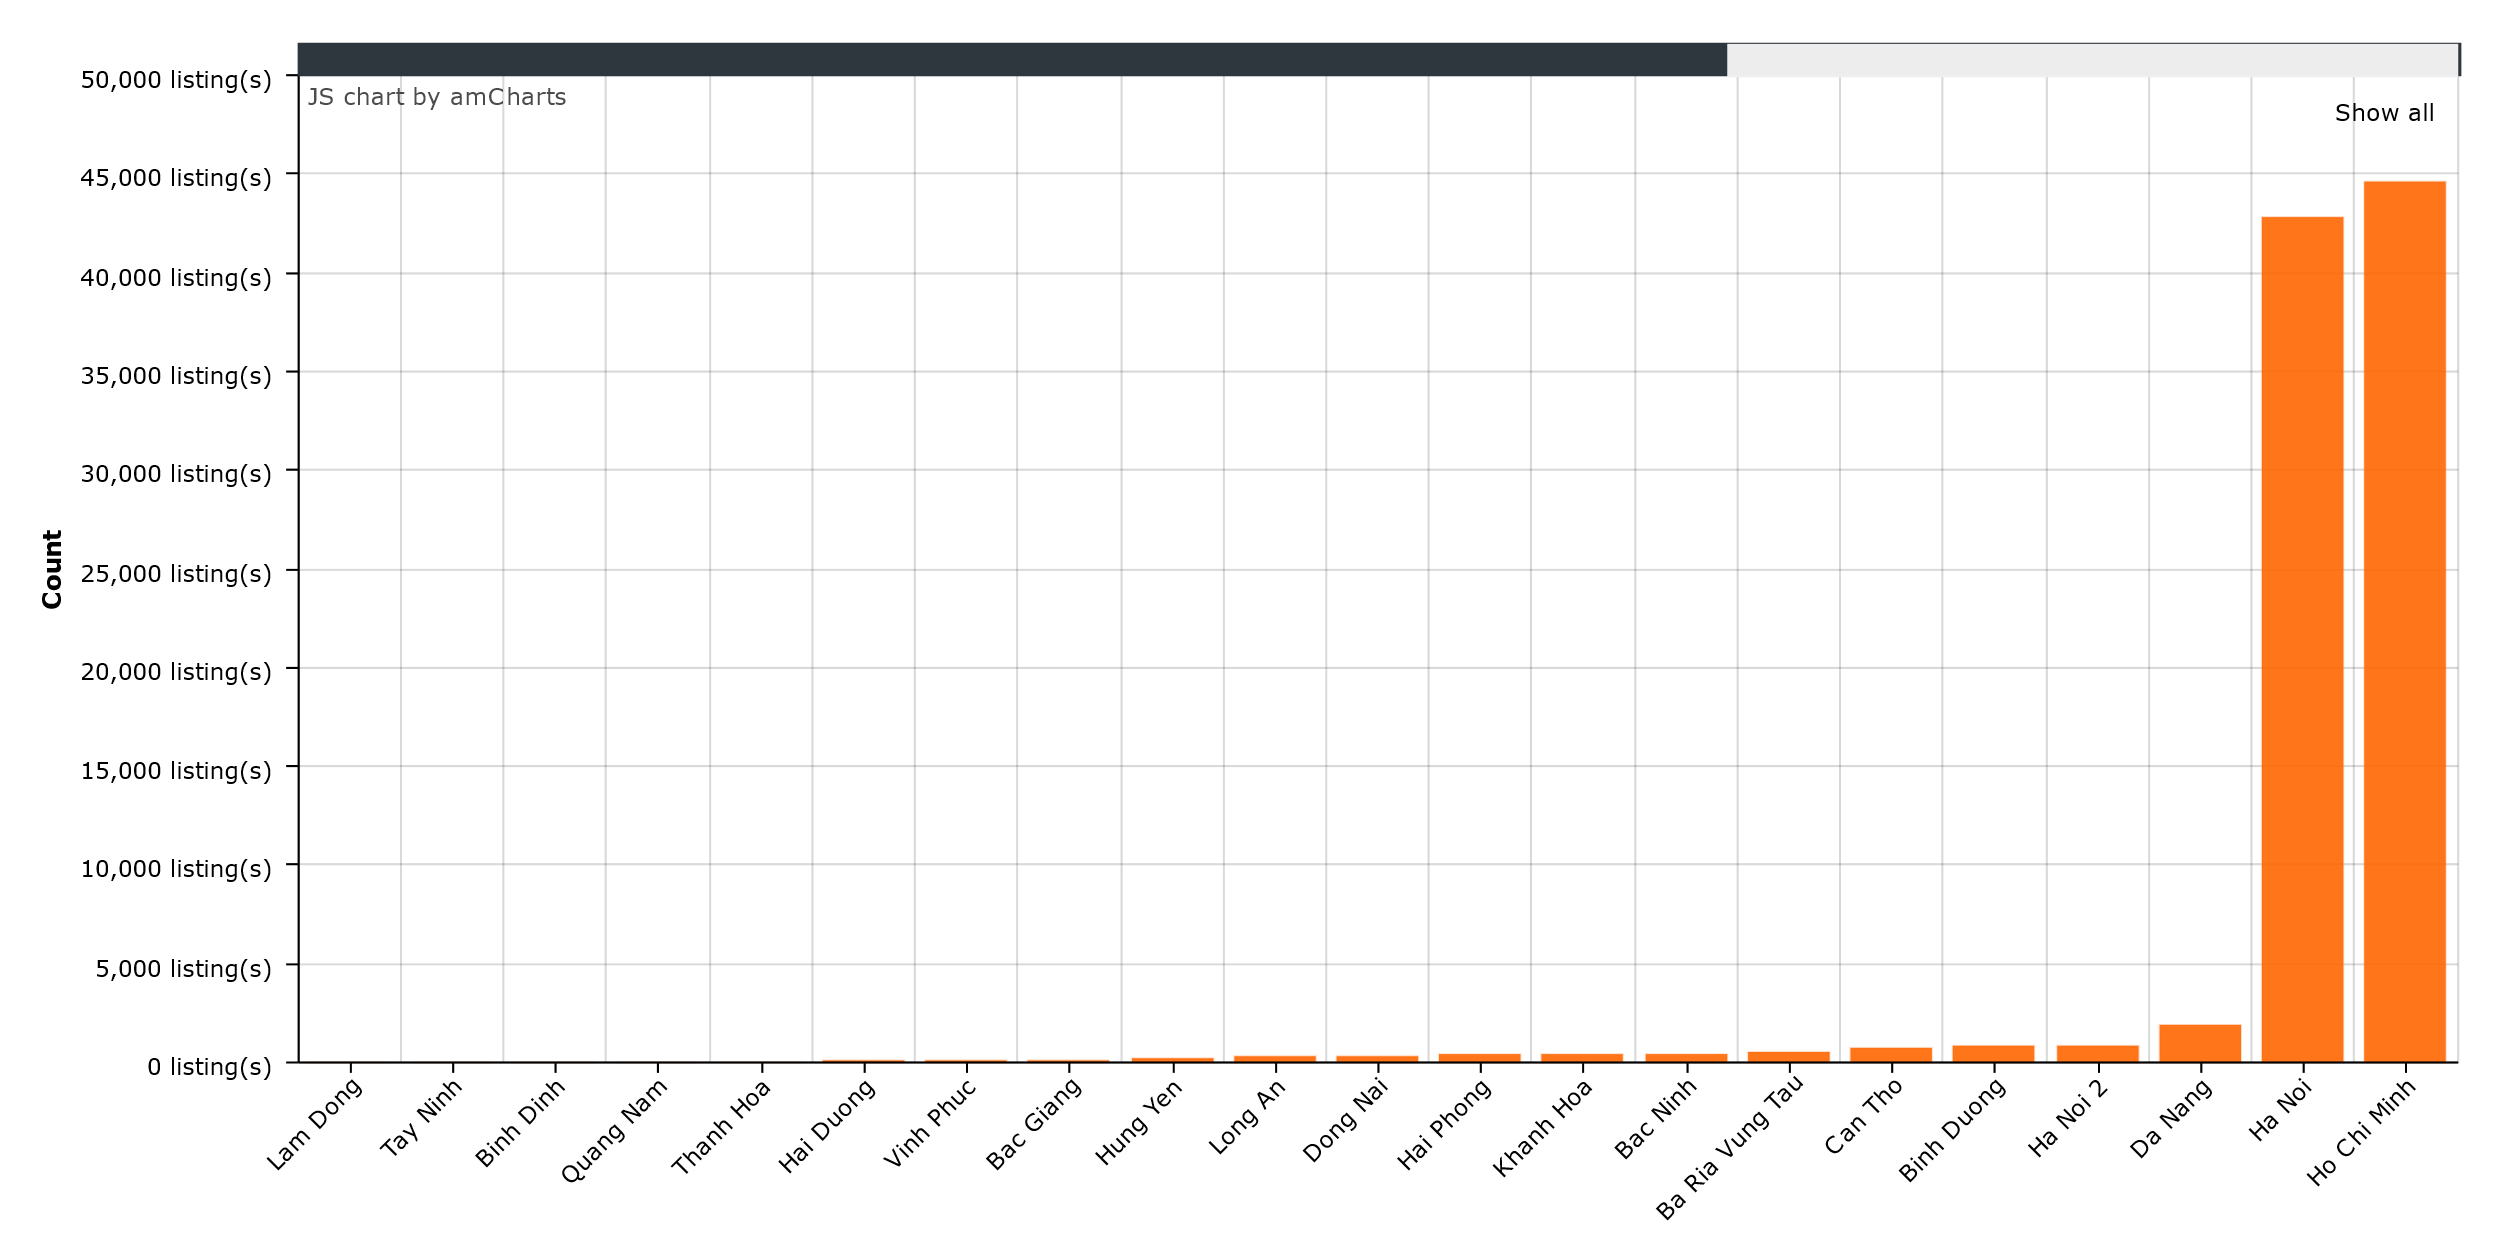 50,000 listing(s)
JS chart by amCharts
Show all
45,000 listing(s)
40,000 listing(s)
35,000 listing(s)
30,000 listing(s)
25,000 listing(s)
20,000 listing(s)
15,000 listing(s)
10,000 listing(s)
5,000 listing(s)
0 listing(s)
Count
Lam Dong
Tay Ninh
Binh Dinh
Quang Nam
Thanh Hoa
Hai Duong
Vinh Phuc
Bac Giang
Hung Yen
Long An
Dong Nai
Hai Phong
Khanh Hoa
Bac Ninh
Ba Ria Vung Tau
Can Tho
Binh Duong
Ha Noi 2
Da Nang
Ha Noi
Ho Chi Minh